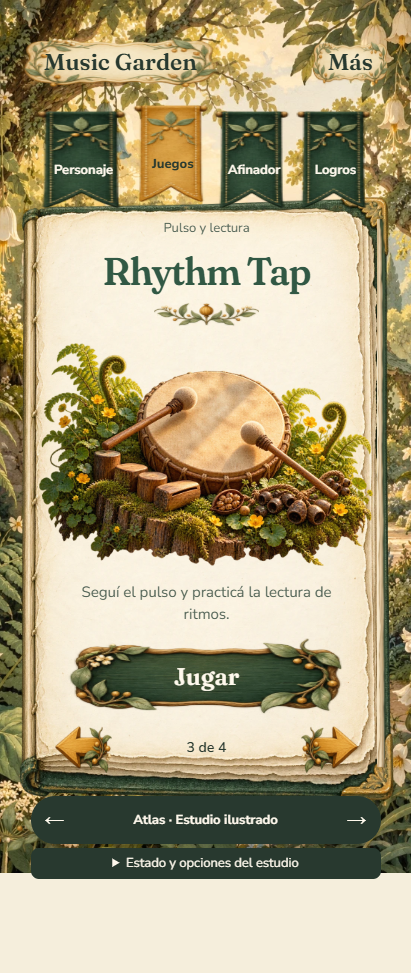 Music Garden
Más
Personaje
Juegos
Afinador
Logros
Pulso y lectura
Rhythm Tap
Seguí el pulso y practicá la lectura de
ritmos.
Jugar
3 de 4
← Atlas · Estudio ilustrado →
▶ Estado y opciones del estudio